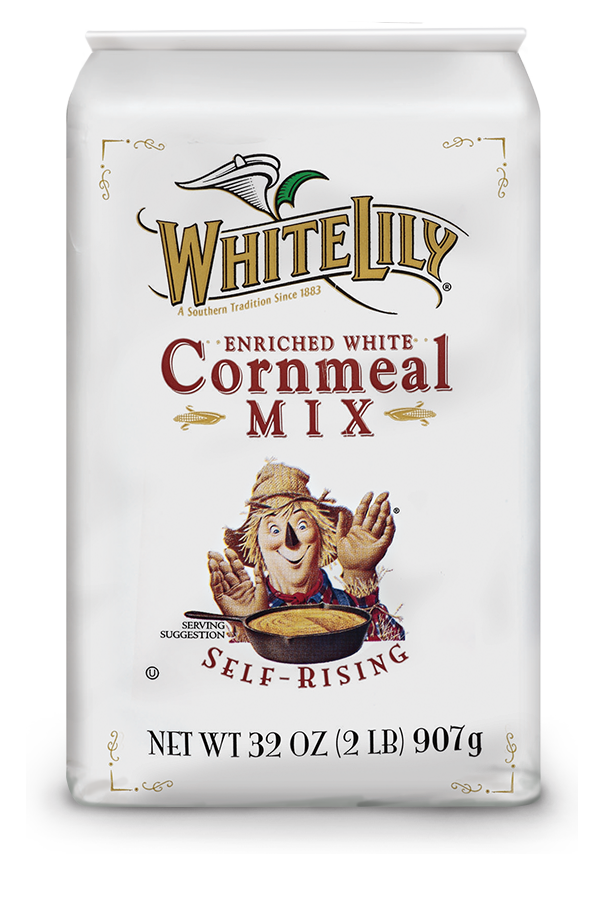 WHITE LILY®
A Southern Tradition Since 1883
ENRICHED WHITE
Cornmeal
MIX
®
SERVING
SUGGESTION
SELF-RISING
U
NET WT 32 OZ (2 LB) 907g